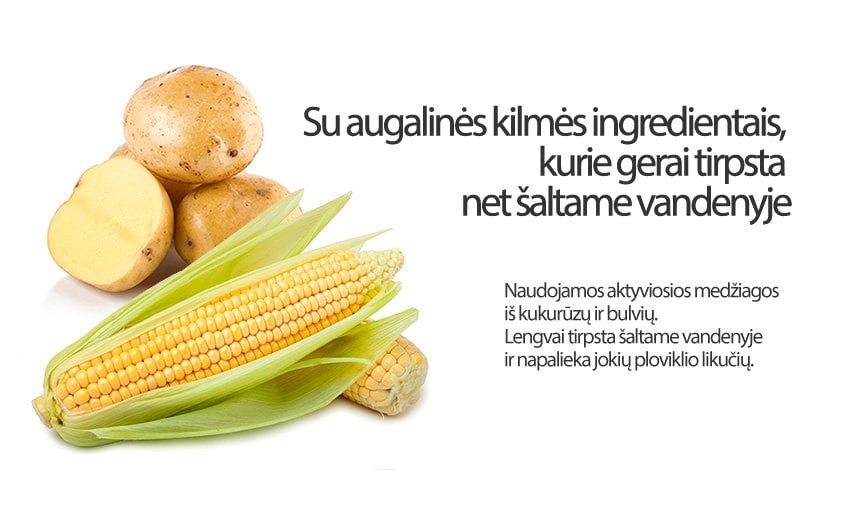 Su augalinės kilmės ingredientais,
kurie gerai tirpsta
net šaltame vandenyje
Naudojamos aktyviosios medžiagos
iš kukurūzų ir bulvių.
Lengvai tirpsta šaltame vandenyje
ir napalieka jokių ploviklio likučių.